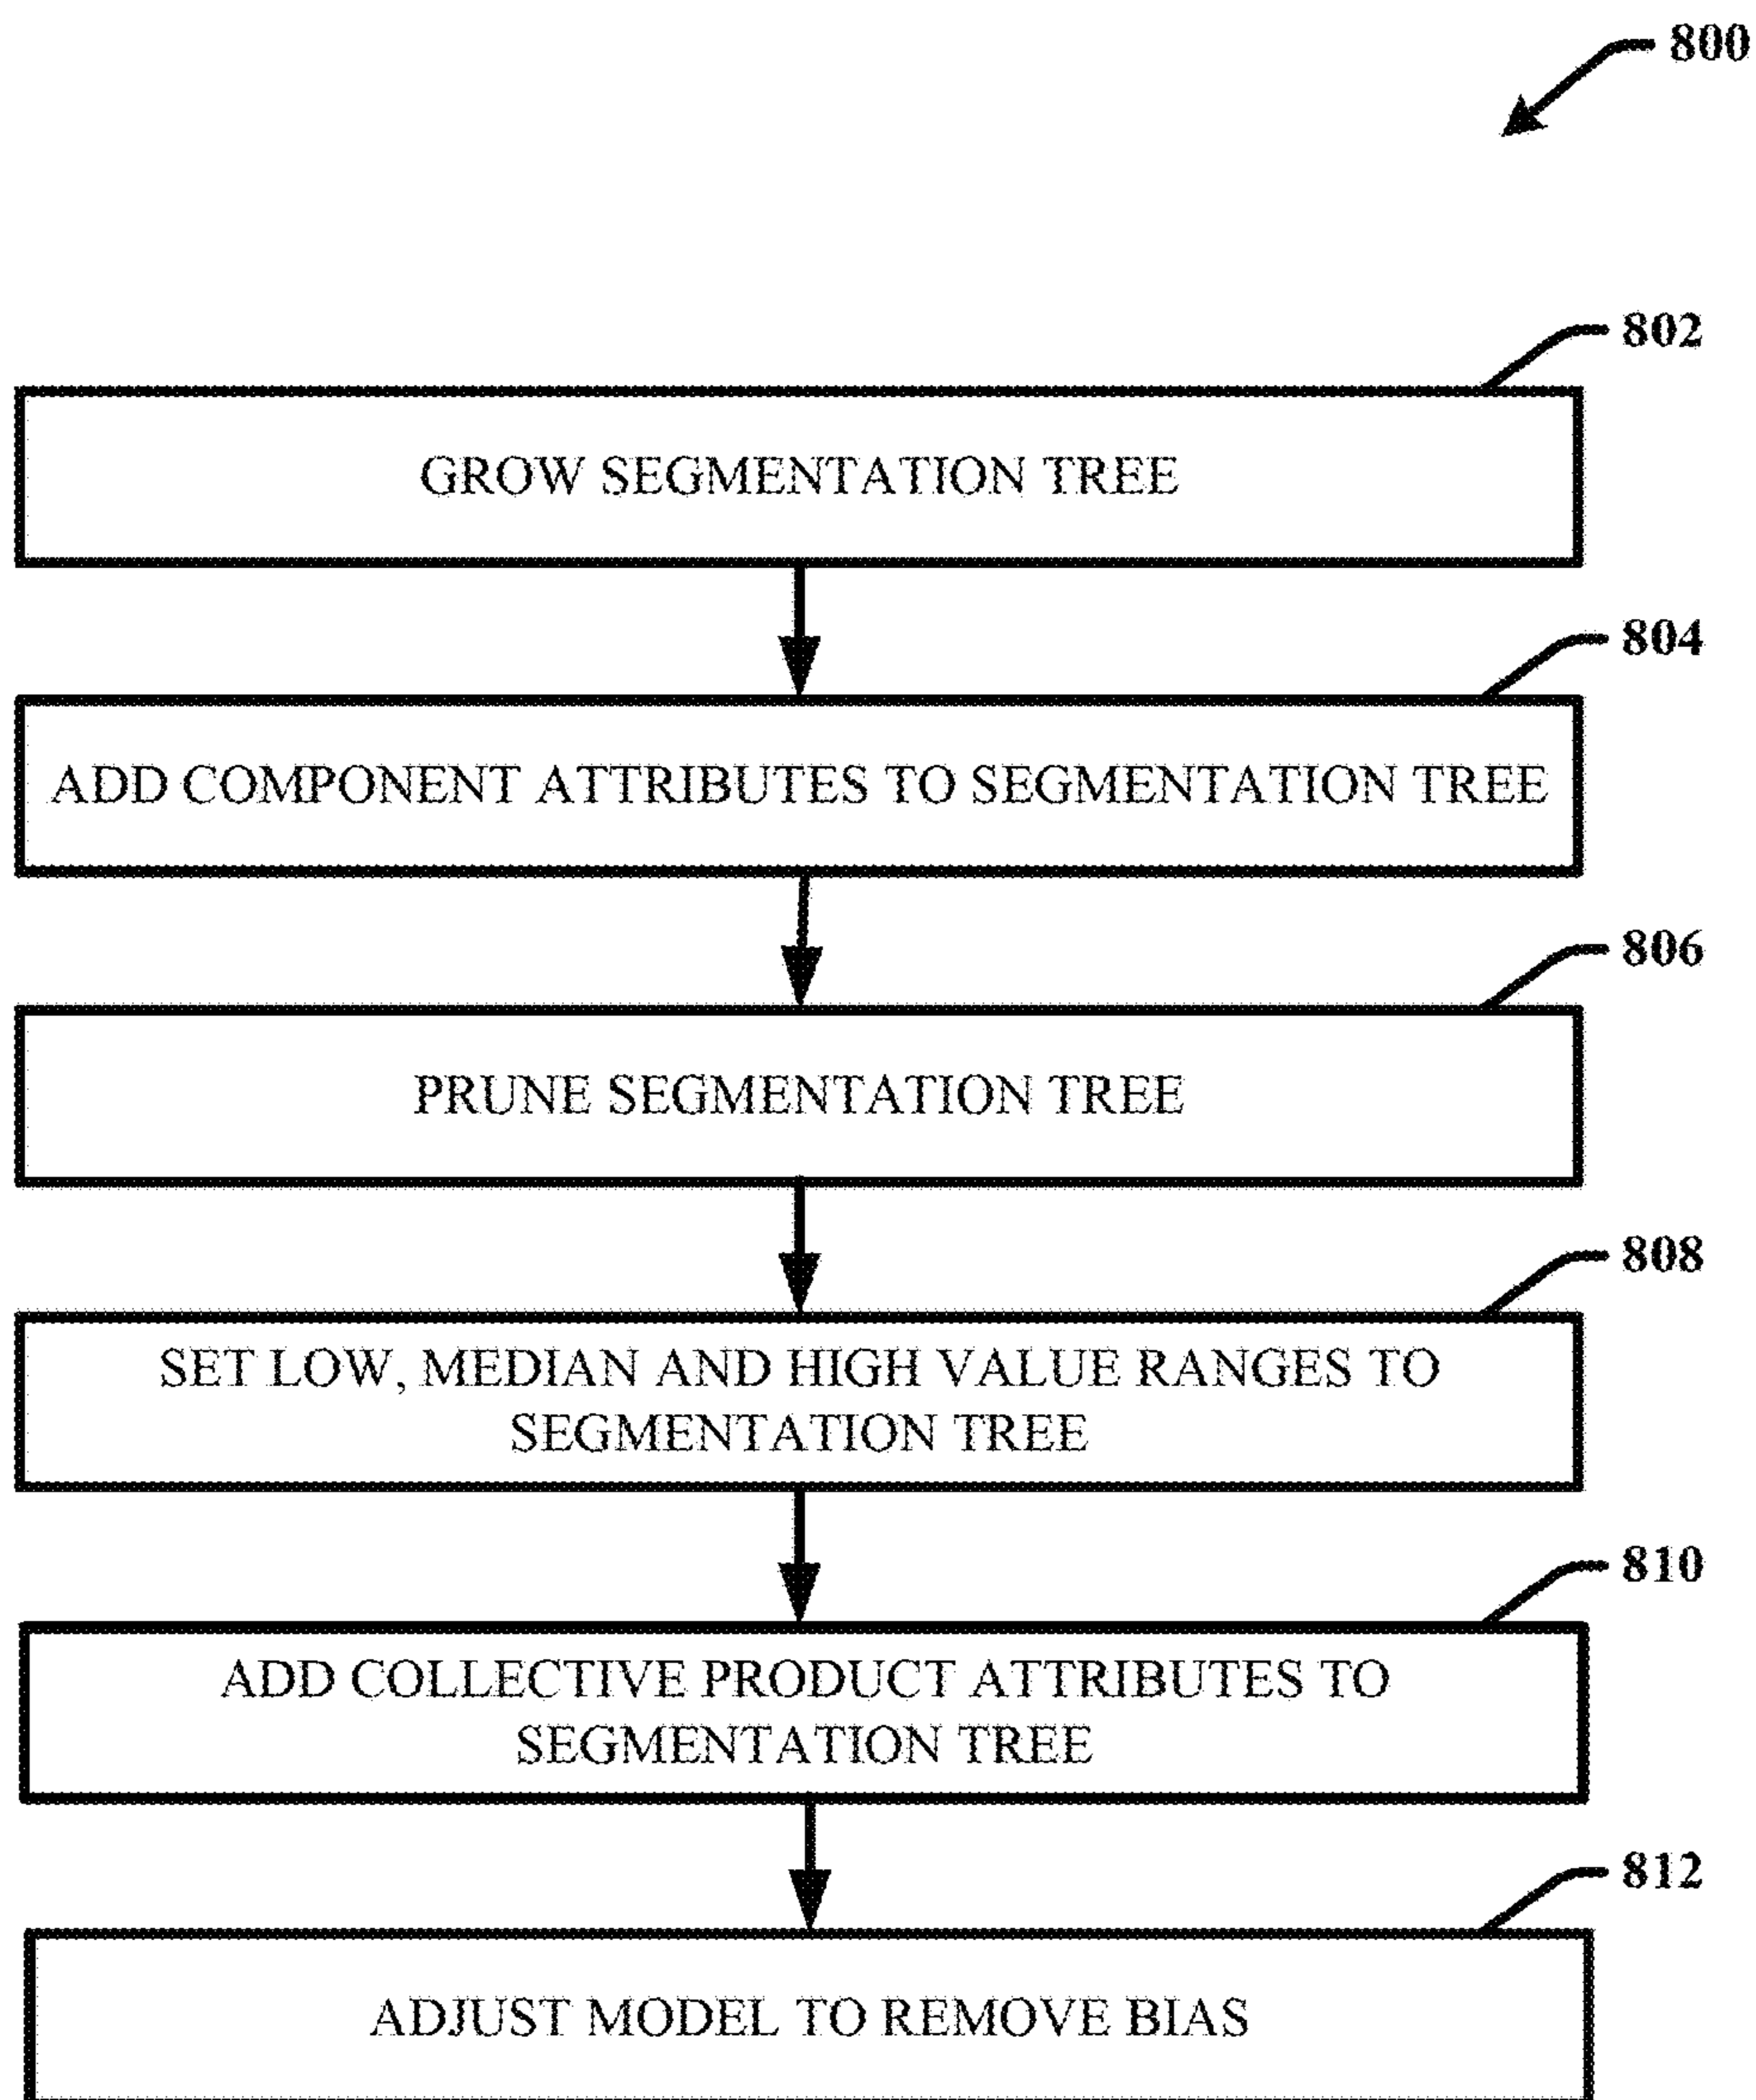 800
802
GROW SEGMENTATION TREE
804
ADD COMPONENT ATTRIBUTES TO SEGMENTATION TREE
806
PRUNE SEGMENTATION TREE
808
SET LOW, MEDIAN AND HIGH VALUE RANGES TO
SEGMENTATION TREE
810
ADD COLLECTIVE PRODUCT ATTRIBUTES TO
SEGMENTATION TREE
812
ADJUST MODEL TO REMOVE BIAS